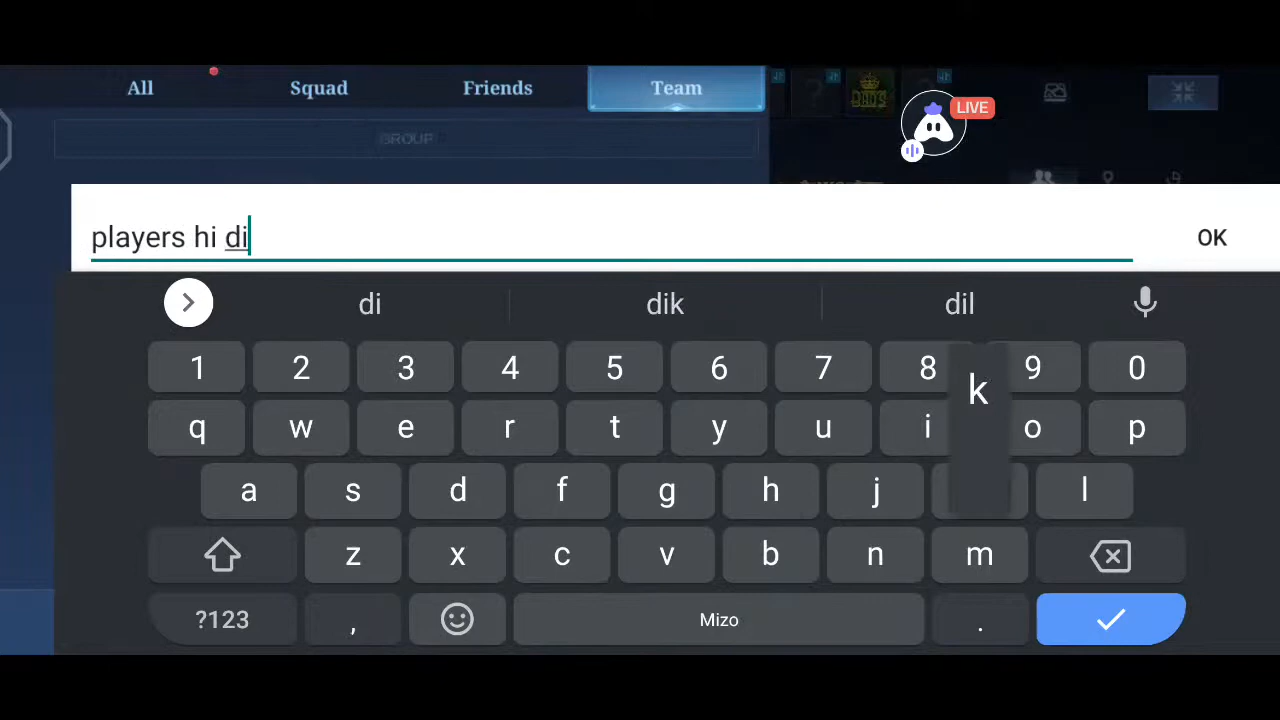 All Squad Friends Team
LIVE
GROUP
players hi di OK
di dik dil
1 2 3 4 5 6 7 8 9 0
k
q w e r t y u i o p
a s d f g h j l
z x c v b n m
?123 , Mizo .